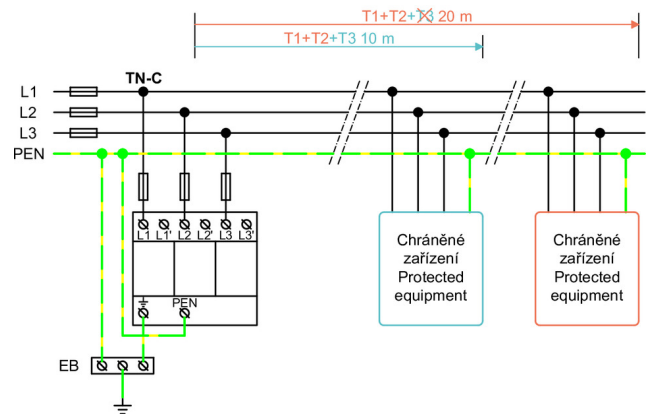 T1+T2+T3 20 m
T1+T2+T3 10 m
TN-C
L1
L2
L3
PEN
L1 L1' L2 L2' L3 L3'
PEN
EB
Chráněné
zařízení
Protected
equipment
Chráněné
zařízení
Protected
equipment